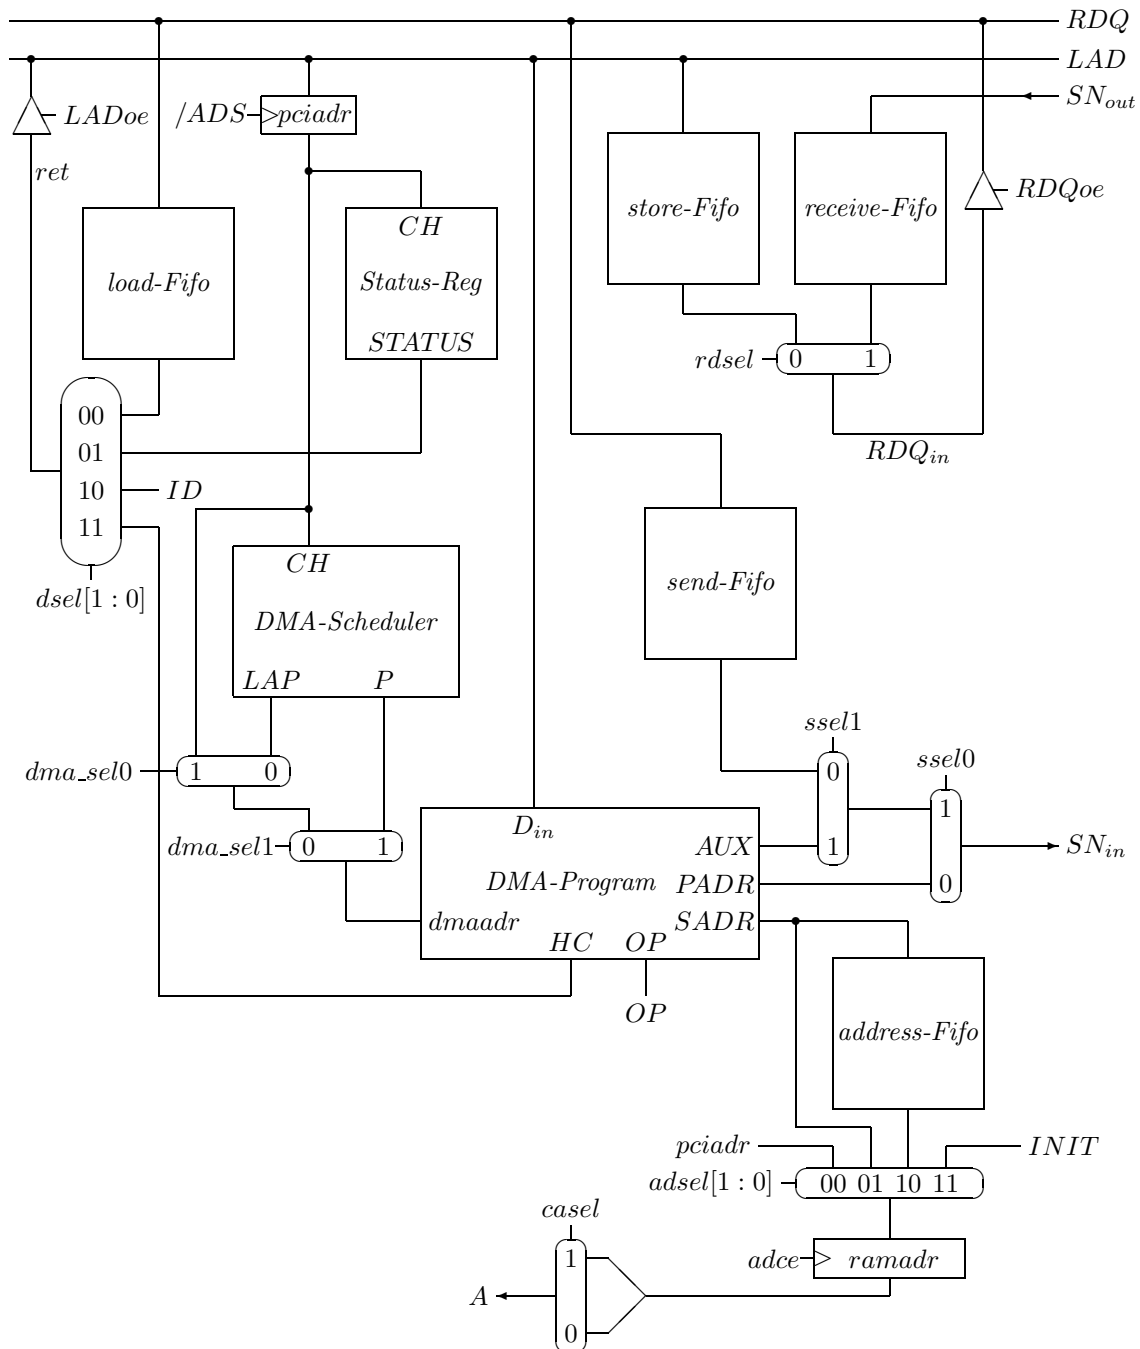 RDQ
LAD
SN_out
LADoe
/ADS
pciadr
ret
RDQoe
store-Fifo
receive-Fifo
CH
load-Fifo
Status-Reg
STATUS
rdsel
0 1
00
01
10
11
RDQ_in
ID
dsel[1 : 0]
CH
DMA-Scheduler
LAP P
send-Fifo
ssel1
ssel0
dma_sel0
1 0
0
1
1
0
dma_sel1
0 1
D_in
AUX
SN_in
DMA-Program
PADR
dmaadr
SADR
HC OP
OP
address-Fifo
pciadr
INIT
adsel[1 : 0]
00 01 10 11
casel
1
0
adce
ramadr
A